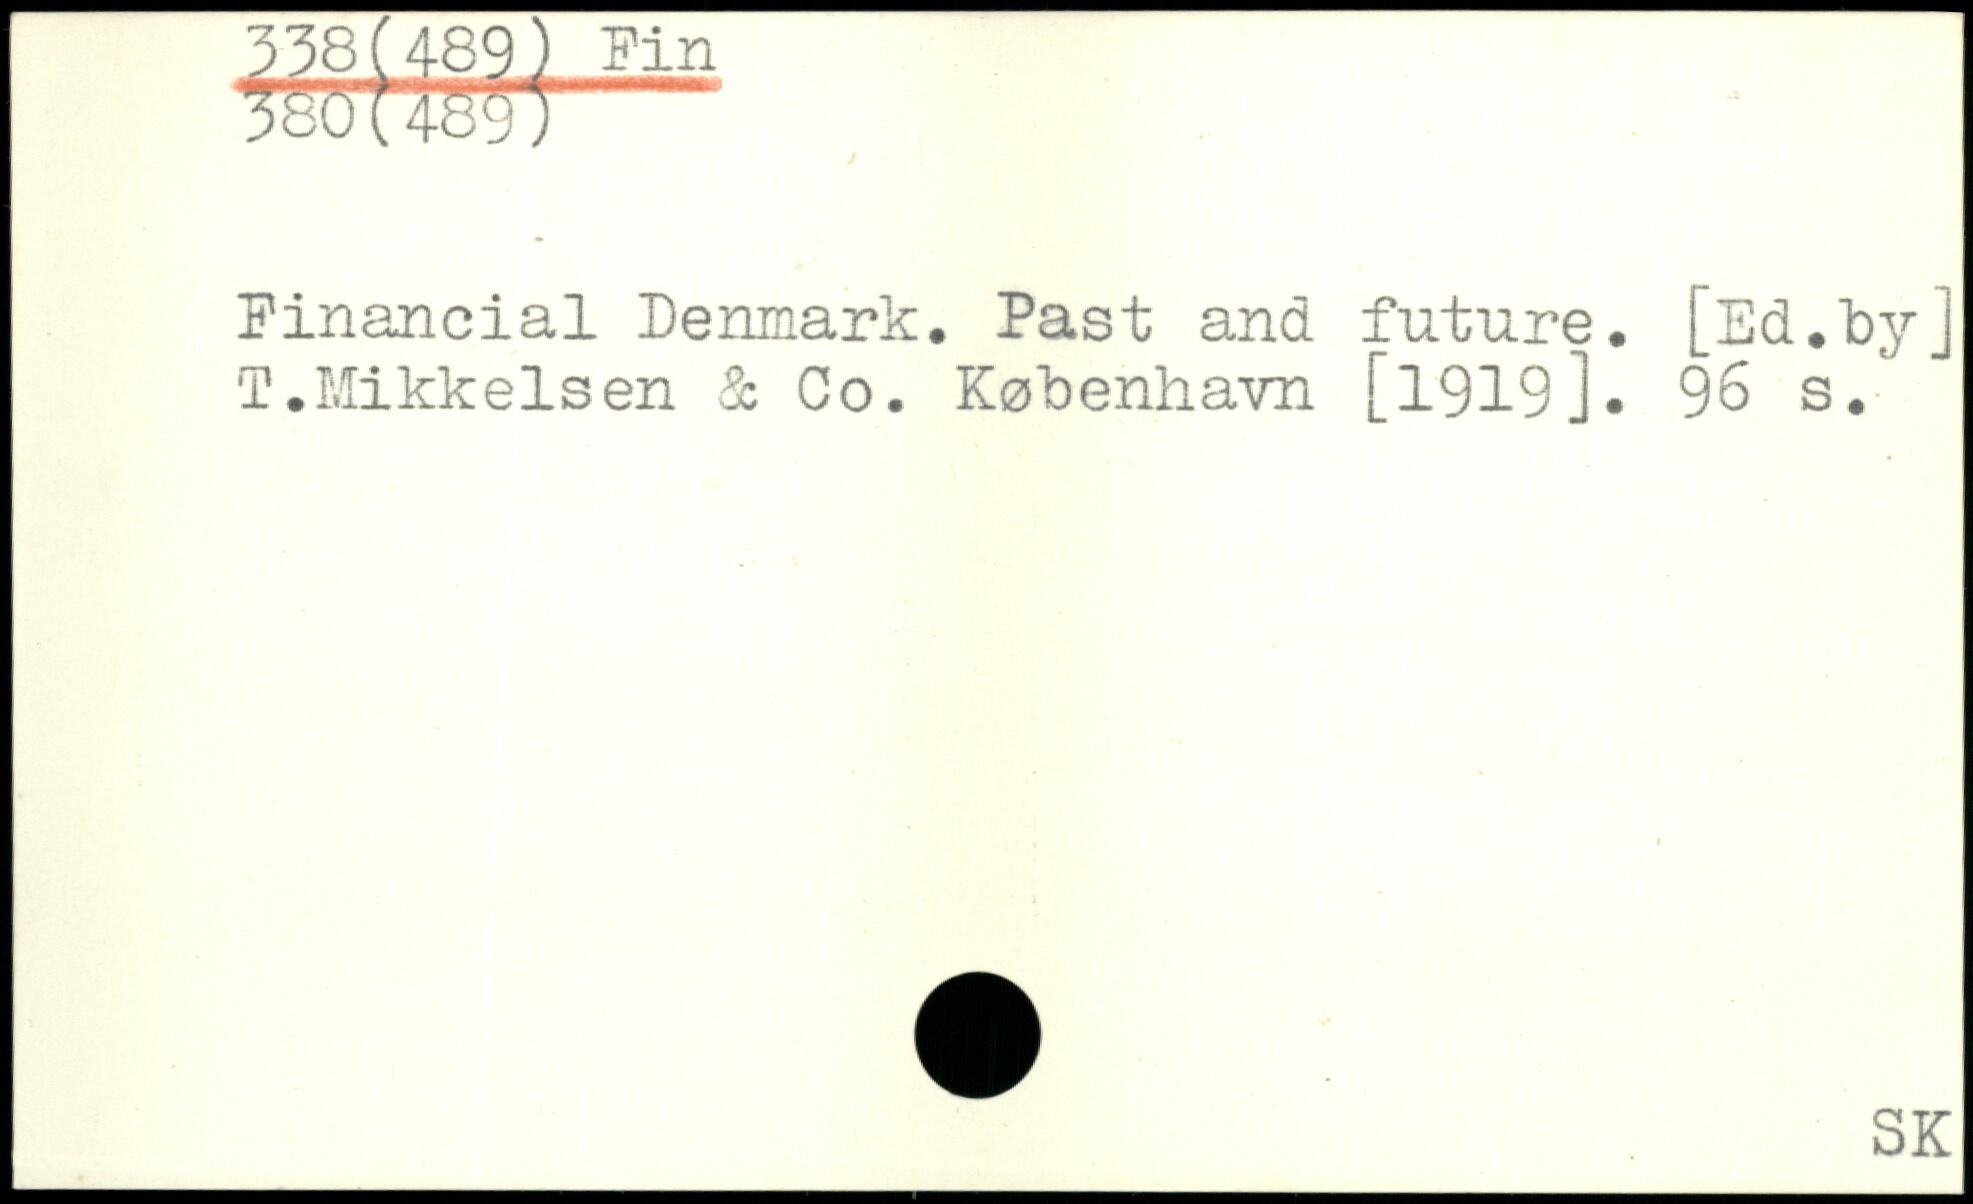 338(489) Fin
380(489)
Financial Denmark. Past and future. [Ed.by]
T.Mikkelsen & Co. København [1919]. 96 s.
SK